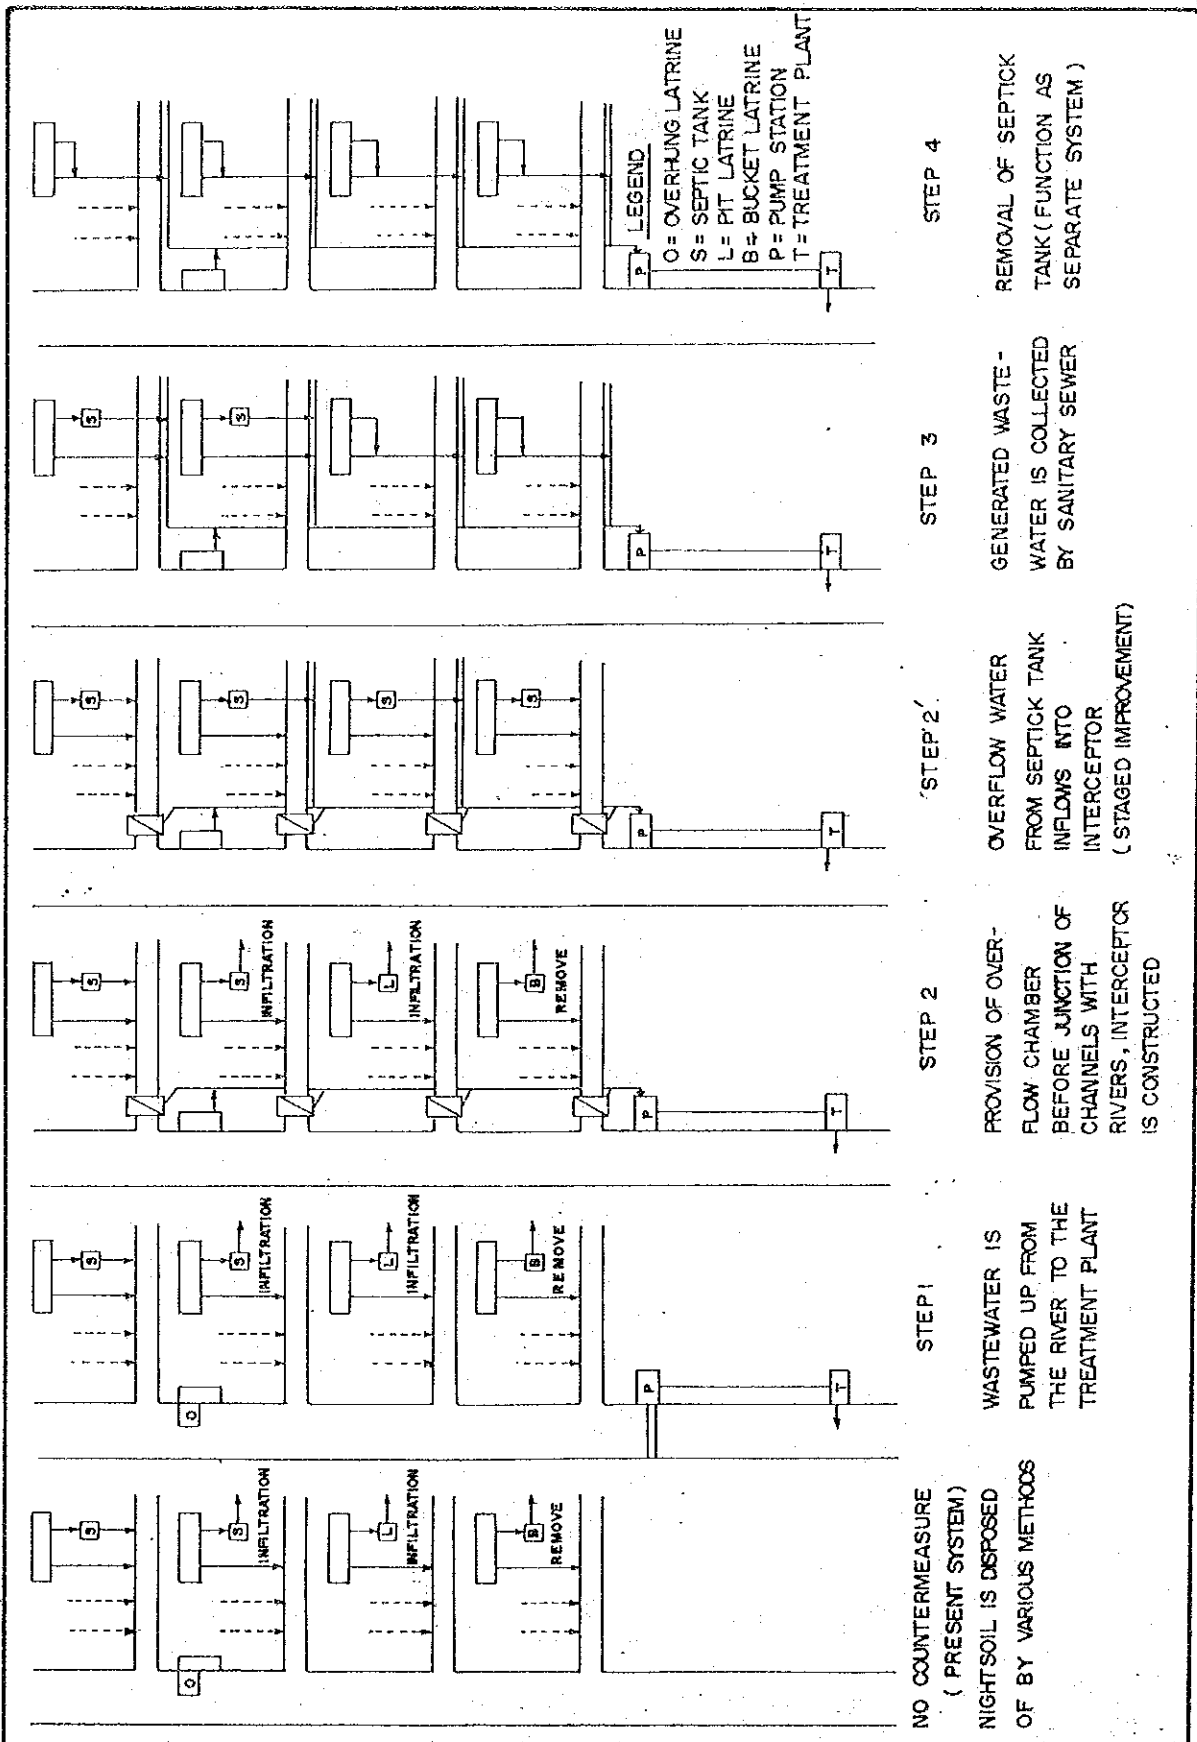 S
S
INFILTRATION
L
INFILTRATION
B
REMOVE
O
NO COUNTERMEASURE
(PRESENT SYSTEM)
NIGHTSOIL IS DISPOSED
OF BY VARIOUS METHODS
S
S
INFILTRATION
L
INFILTRATION
B
REMOVE
O
P
T
STEP 1
WASTEWATER IS
PUMPED UP FROM
THE RIVER TO THE
TREATMENT PLANT
S
S
INFILTRATION
L
INFILTRATION
B
REMOVE
P
T
STEP 2
PROVISION OF OVER-
FLOW CHAMBER
BEFORE JUNCTION OF
CHANNELS WITH
RIVERS, INTERCEPTOR
IS CONSTRUCTED
S
S
S
S
P
T
'STEP'2'
OVERFLOW WATER
FROM SEPTICK TANK
INFLOWS INTO
INTERCEPTOR
(STAGED IMPROVEMENT)
S
S
P
T
STEP 3
GENERATED WASTE-
WATER IS COLLECTED
BY SANITARY SEWER
P
T
LEGEND
O = OVERHUNG LATRINE
S = SEPTIC TANK
L = PIT LATRINE
B = BUCKET LATRINE
P = PUMP STATION
T = TREATMENT PLANT
STEP 4
REMOVAL OF SEPTICK
TANK (FUNCTION AS
SEPARATE SYSTEM)